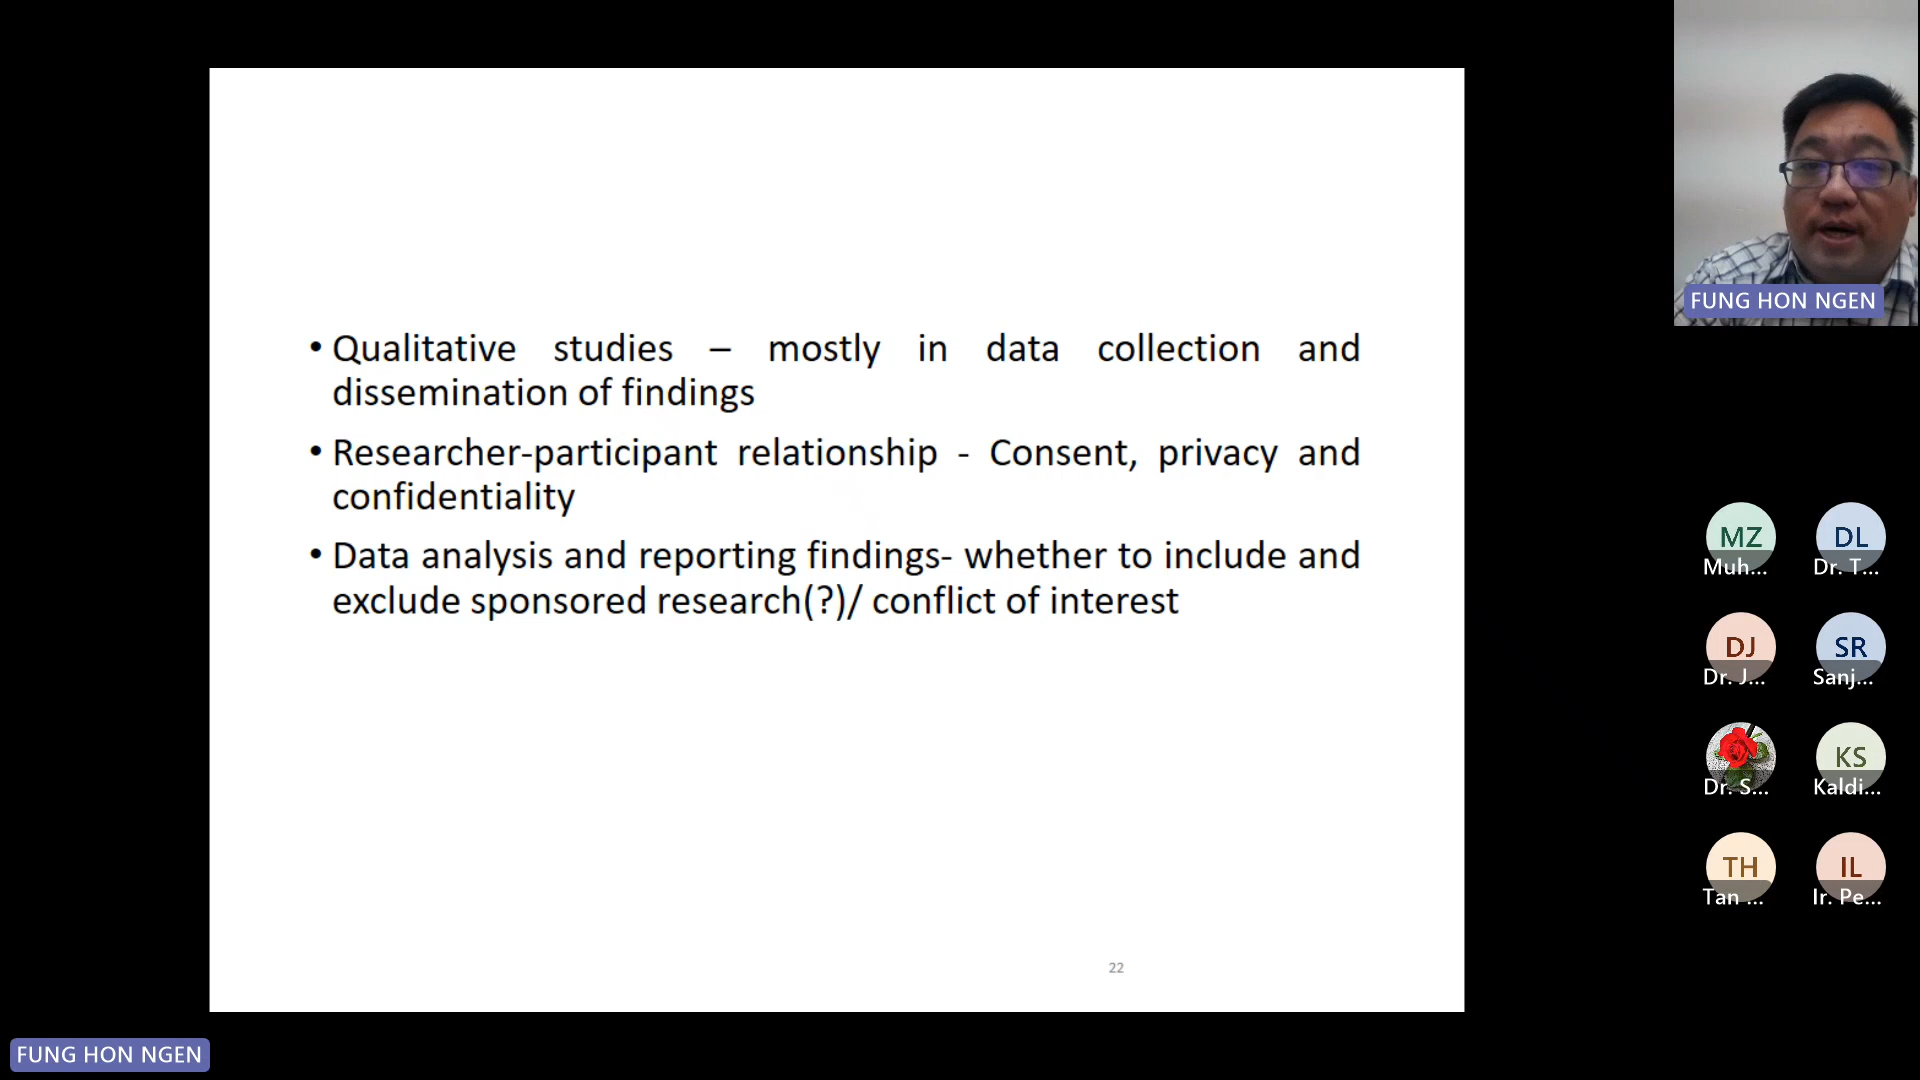 • Qualitative studies – mostly in data collection and
dissemination of findings
• Researcher-participant relationship - Consent, privacy and
confidentiality
• Data analysis and reporting findings- whether to include and
exclude sponsored research(?)/ conflict of interest
22
FUNG HON NGEN
MZ
Muh...
DL
Dr. T...
DJ
Dr. J...
SR
Sanj...
Dr. S...
KS
Kaldi...
TH
Tan ...
IL
Ir. Pe...
FUNG HON NGEN